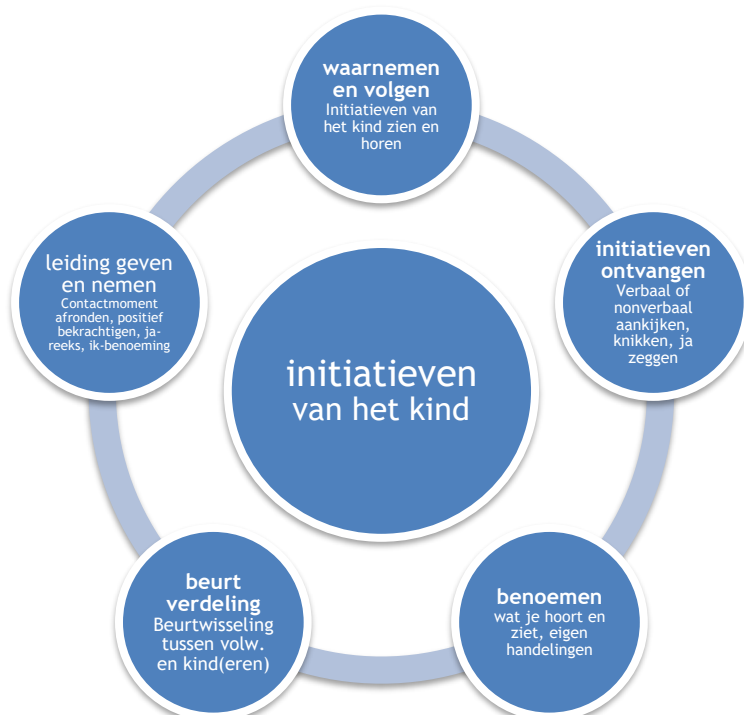 waarnemen
en volgen
Initiatieven van
het kind zien en
horen
initiatieven
ontvangen
Verbaal of
nonverbaal
aankijken,
knikken, ja
zeggen
benoemen
wat je hoort en
ziet, eigen
handelingen
beurt
verdeling
Beurtwisseling
tussen volw.
en kind(eren)
leiding geven
en nemen
Contactmoment
afronden, positief
bekrachtigen, ja-
reeks, ik-benoeming
initiatieven
van het kind